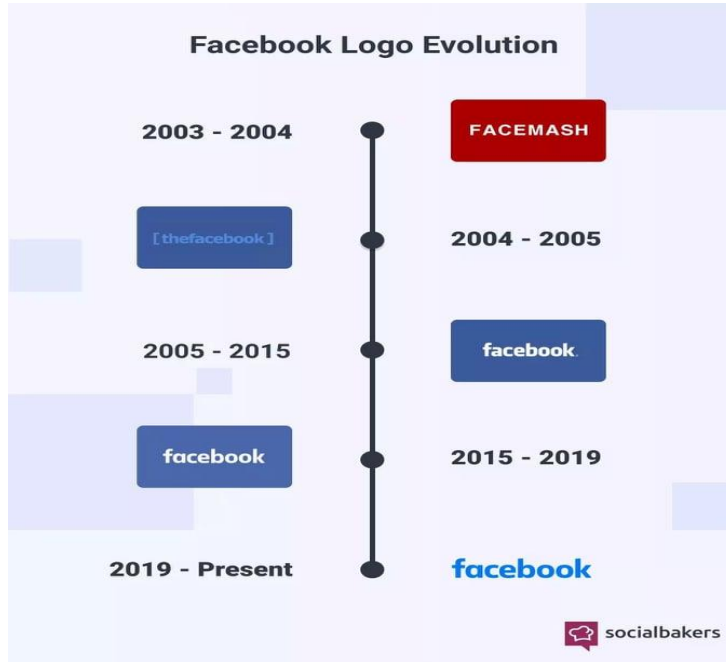 Facebook Logo Evolution
2003 - 2004
FACEMASH
[thefacebook]
2004 - 2005
2005 - 2015
facebook.
facebook
2015 - 2019
2019 - Present
facebook
socialbakers